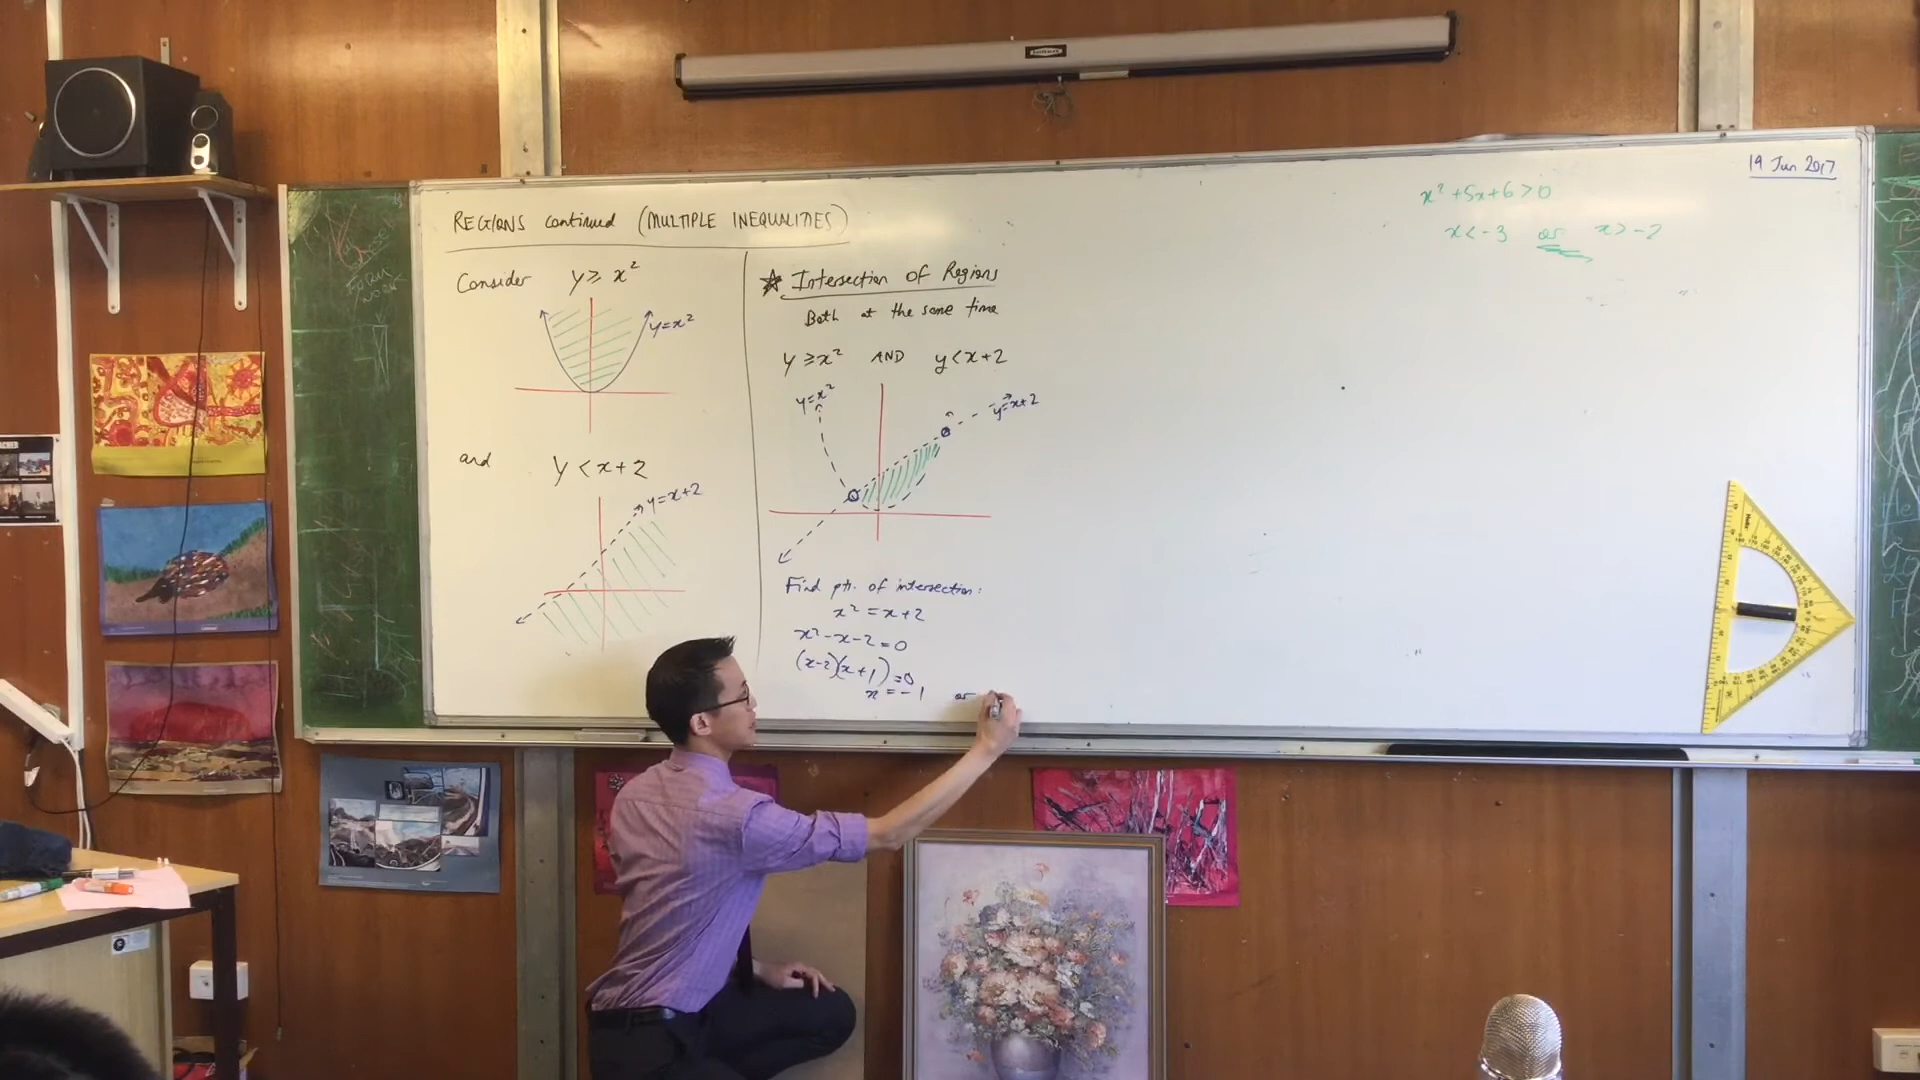 REGIONS continued (MULTIPLE INEQUALITIES)
Consider y ≥ x²
y=x²
and y < x+2
y=x+2
★ Intersection of Regions
Both at the same time
y ≥ x² AND y < x+2
y=x²
y=x+2
Find pts. of intersection:
x² = x+2
x²-x-2=0
(x-2)(x+1)=0
x = -1 or
19 Jun 2017
x²+5x+6>0
x<-3 or x>-2